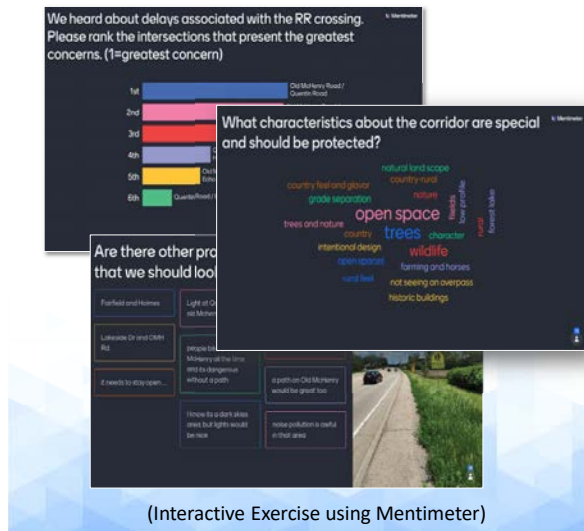 We heard about delays associated with the RR crossing.
Please rank the intersections that present the greatest
concerns. (1=greatest concern)
Mentimeter
1st
Old McHenry Road /
Quentin Road
2nd
3rd
4th
5th
6th
What characteristics about the corridor are special
and should be protected?
Mentimeter
natural land scope
country feel and glavor
country-rural
grade separation
nature
open space
fields
low profile
rural
forest lake
trees and nature
trees
country
character
intentional design
wildlife
open spaces
farming and horses
rural feel
not seeing an overpass
historic buildings
Are there other pro
that we should loo
Fairfield and Holmes
Light at
Lakeside Dr and OMH
Rd.
it needs to stay open...
McHenry all the time
and its dangerous
without a path
I know its a dark skies
area, but lights would
be nice
a path on Old McHenry
would be great too
noise pollution is awful
in that area
(Interactive Exercise using Mentimeter)